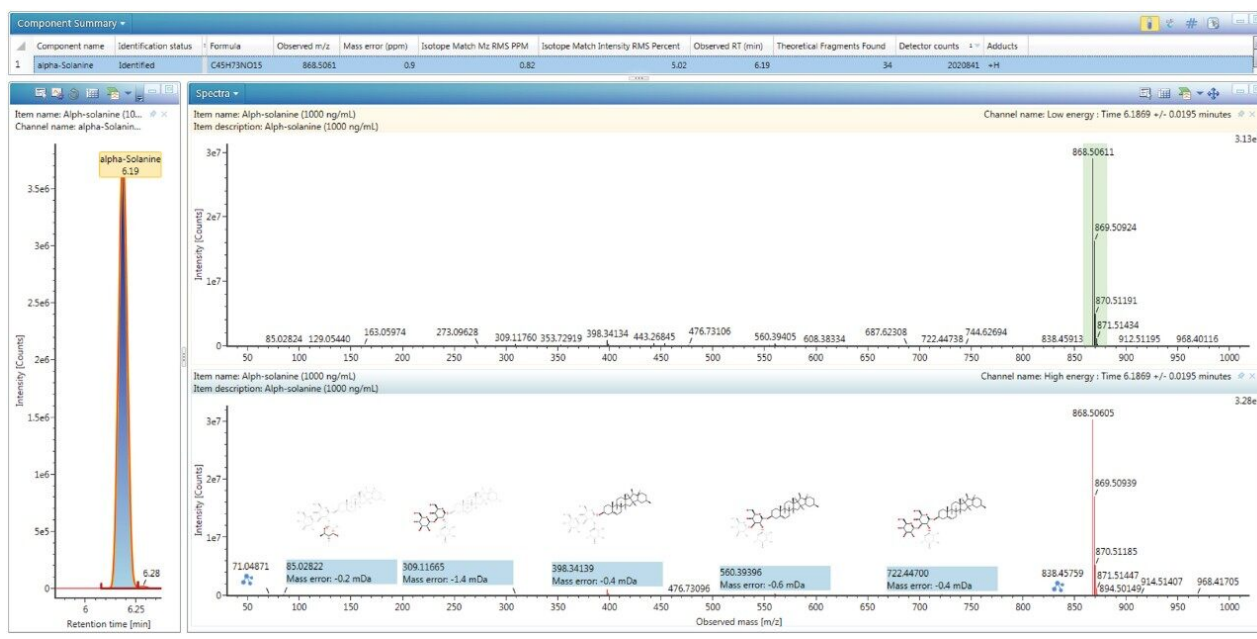 Component Summary
Component name Identification status Formula Observed m/z Mass error (ppm) Isotope Match Mz RMS PPM Isotope Match Intensity RMS Percent Observed RT (min) Theoretical Fragments Found Detector counts Adducts
1 alpha-Solanine Identified C45H73NO15 868.5061 0.9 0.82 5.02 6.19 34 2020841 +H
Item name: Alph-solanine (10...
Channel name: alpha-Solanin...
alpha-Solanine
6.19
3.5e6
3e6
2.5e6
2e6
1.5e6
1e6
5e5
0
6.28
6 6.25
Intensity [Counts]
Retention time [min]
Spectra
Item name: Alph-solanine (1000 ng/mL)
Channel name: Low energy : Time 6.1869 +/- 0.0195 minutes
Item description: Alph-solanine (1000 ng/mL)
3.13e
3e7
2e7
1e7
0
Intensity [Counts]
868.50611
869.50924
870.51191
871.51434
85.02824 129.05440 163.05974 273.09628 309.11760 353.72919 398.34134 443.26845 476.73106 560.39405 608.38334 687.62308 722.44738 744.62694 838.45913 912.51195 968.40116
50 100 150 200 250 300 350 400 450 500 550 600 650 700 750 800 850 900 950 1000
Item name: Alph-solanine (1000 ng/mL)
Channel name: High energy : Time 6.1869 +/- 0.0195 minutes
Item description: Alph-solanine (1000 ng/mL)
3.28e
3e7
2e7
1e7
0
Intensity [Counts]
868.50605
869.50939
870.51185
71.04871
85.02822
Mass error: -0.2 mDa
309.11665
Mass error: -1.4 mDa
398.34139
Mass error: -0.4 mDa
476.73096
560.39396
Mass error: -0.6 mDa
722.44700
Mass error: -0.4 mDa
838.45759
871.51447
894.50149
914.51407
968.41705
50 100 150 200 250 300 350 400 450 500 550 600 650 700 750 800 850 900 950 1000
Observed mass [m/z]